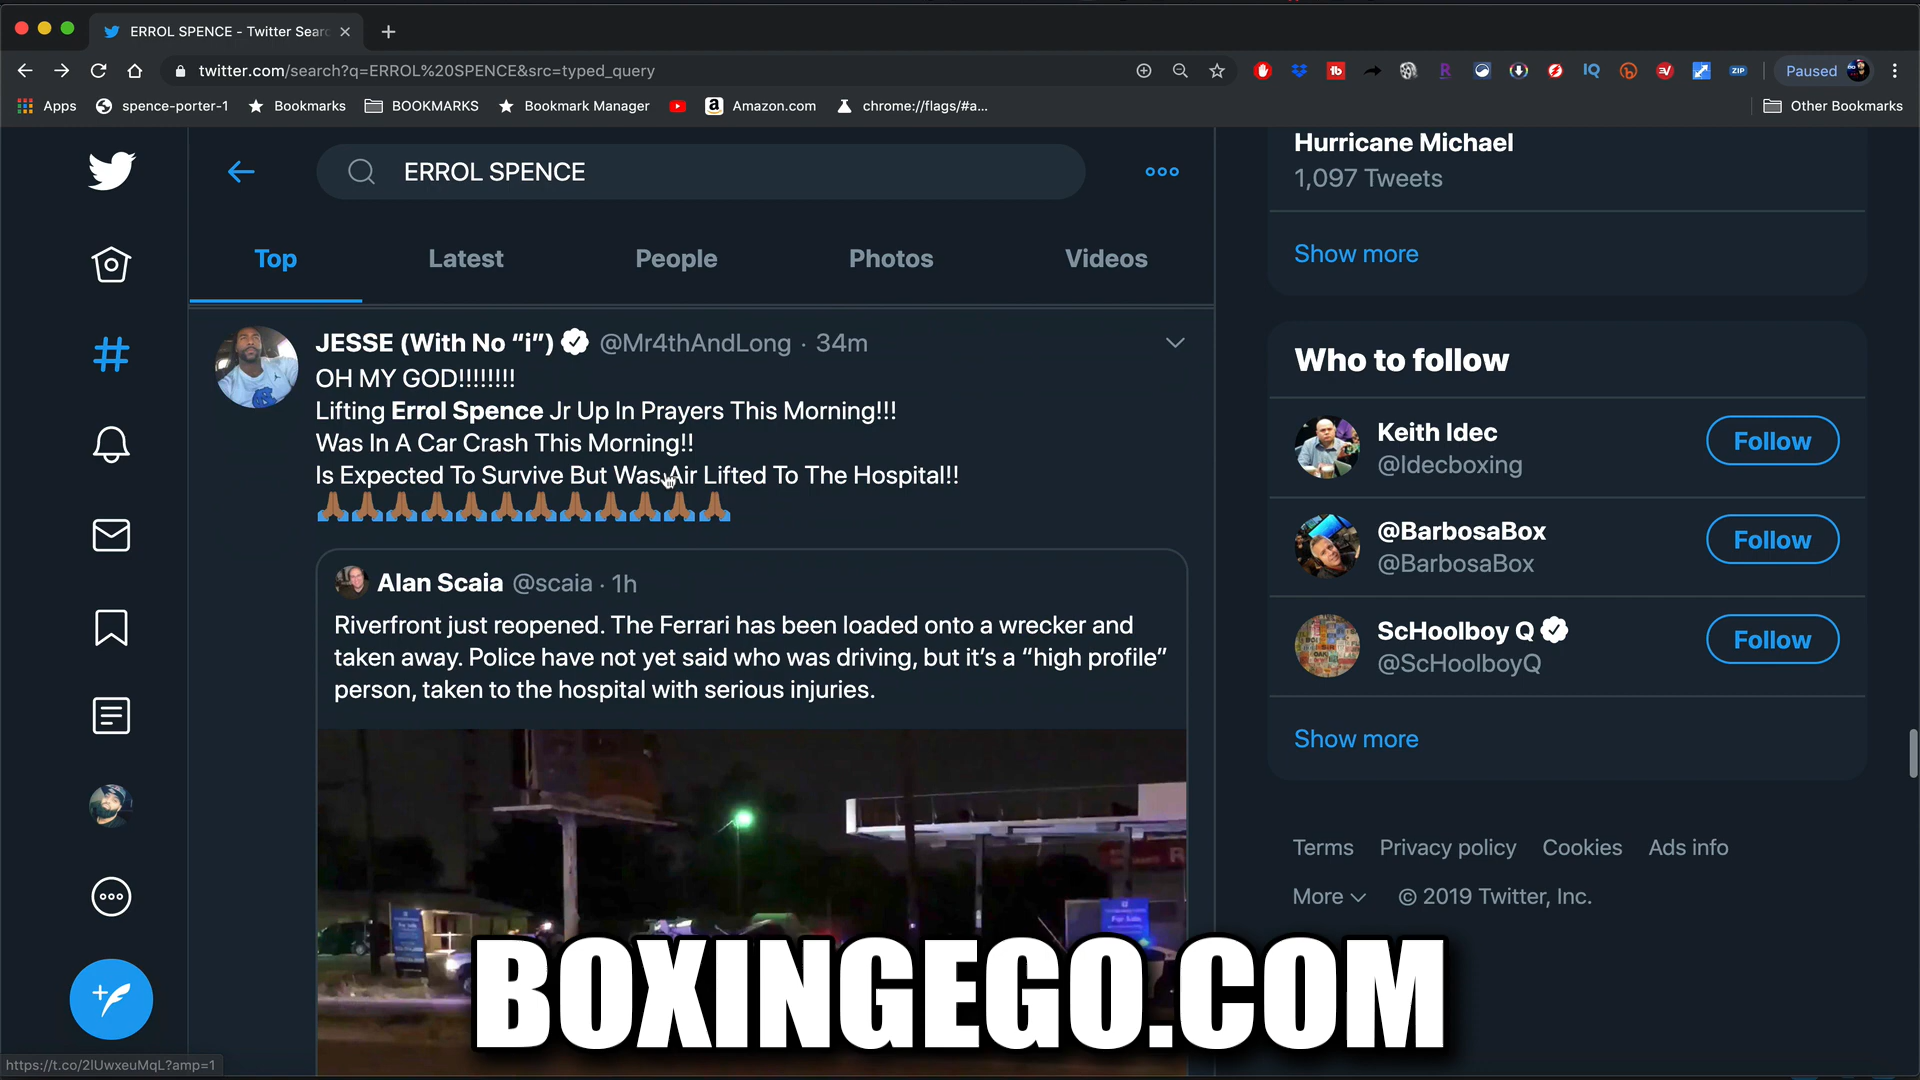 ERROL SPENCE - Twitter Sear
twitter.com/search?q=ERROL%20SPENCE&src=typed_query
Paused
Apps
spence-porter-1
Bookmarks
BOOKMARKS
Bookmark Manager
Amazon.com
chrome://flags/#a...
Other Bookmarks
ERROL SPENCE
Top
Latest
People
Photos
Videos
JESSE (With No “i”) @Mr4thAndLong · 34m
OH MY GOD!!!!!!!!
Lifting Errol Spence Jr Up In Prayers This Morning!!!
Was In A Car Crash This Morning!!
Is Expected To Survive But Was Air Lifted To The Hospital!!
🙏🏾🙏🏾🙏🏾🙏🏾🙏🏾🙏🏾🙏🏾🙏🏾🙏🏾🙏🏾🙏🏾🙏🏾
Alan Scaia @scaia · 1h
Riverfront just reopened. The Ferrari has been loaded onto a wrecker and
taken away. Police have not yet said who was driving, but it’s a “high profile”
person, taken to the hospital with serious injuries.
For Sale
For Sale
Hurricane Michael
1,097 Tweets
Show more
Who to follow
Keith Idec
@Idecboxing
Follow
@BarbosaBox
@BarbosaBox
Follow
ScHoolboy Q
@ScHoolboyQ
Follow
Show more
Terms Privacy policy Cookies Ads info
More © 2019 Twitter, Inc.
BOXINGEGO.COM
https://t.co/2lUwxeuMqL?amp=1